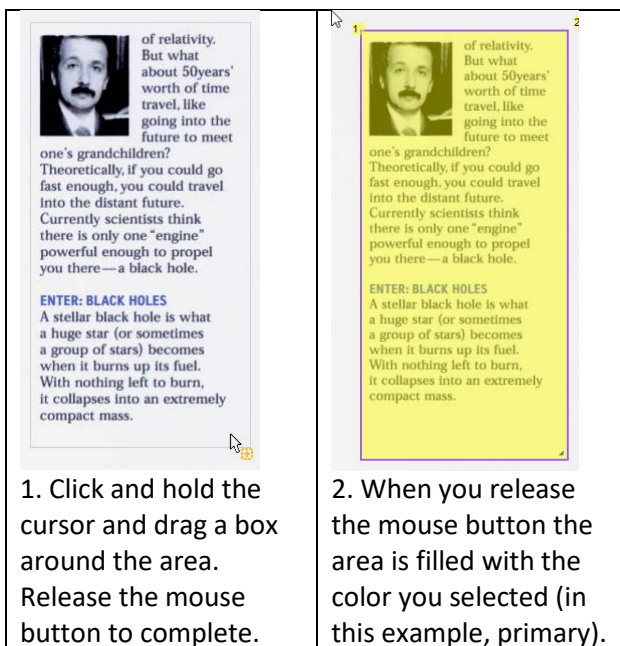 of relativity.
But what
about 50years'
worth of time
travel, like
going into the
future to meet
one's grandchildren?
Theoretically, if you could go
fast enough, you could travel
into the distant future.
Currently scientists think
there is only one "engine"
powerful enough to propel
you there—a black hole.
ENTER: BLACK HOLES
A stellar black hole is what
a huge star (or sometimes
a group of stars) becomes
when it burns up its fuel.
With nothing left to burn,
it collapses into an extremely
compact mass.
1. Click and hold the
cursor and drag a box
around the area.
Release the mouse
button to complete.
1
2
of relativity.
But what
about 50years'
worth of time
travel, like
going into the
future to meet
one's grandchildren?
Theoretically, if you could go
fast enough, you could travel
into the distant future.
Currently scientists think
there is only one "engine"
powerful enough to propel
you there—a black hole.
ENTER: BLACK HOLES
A stellar black hole is what
a huge star (or sometimes
a group of stars) becomes
when it burns up its fuel.
With nothing left to burn,
it collapses into an extremely
compact mass.
2. When you release
the mouse button the
area is filled with the
color you selected (in
this example, primary).